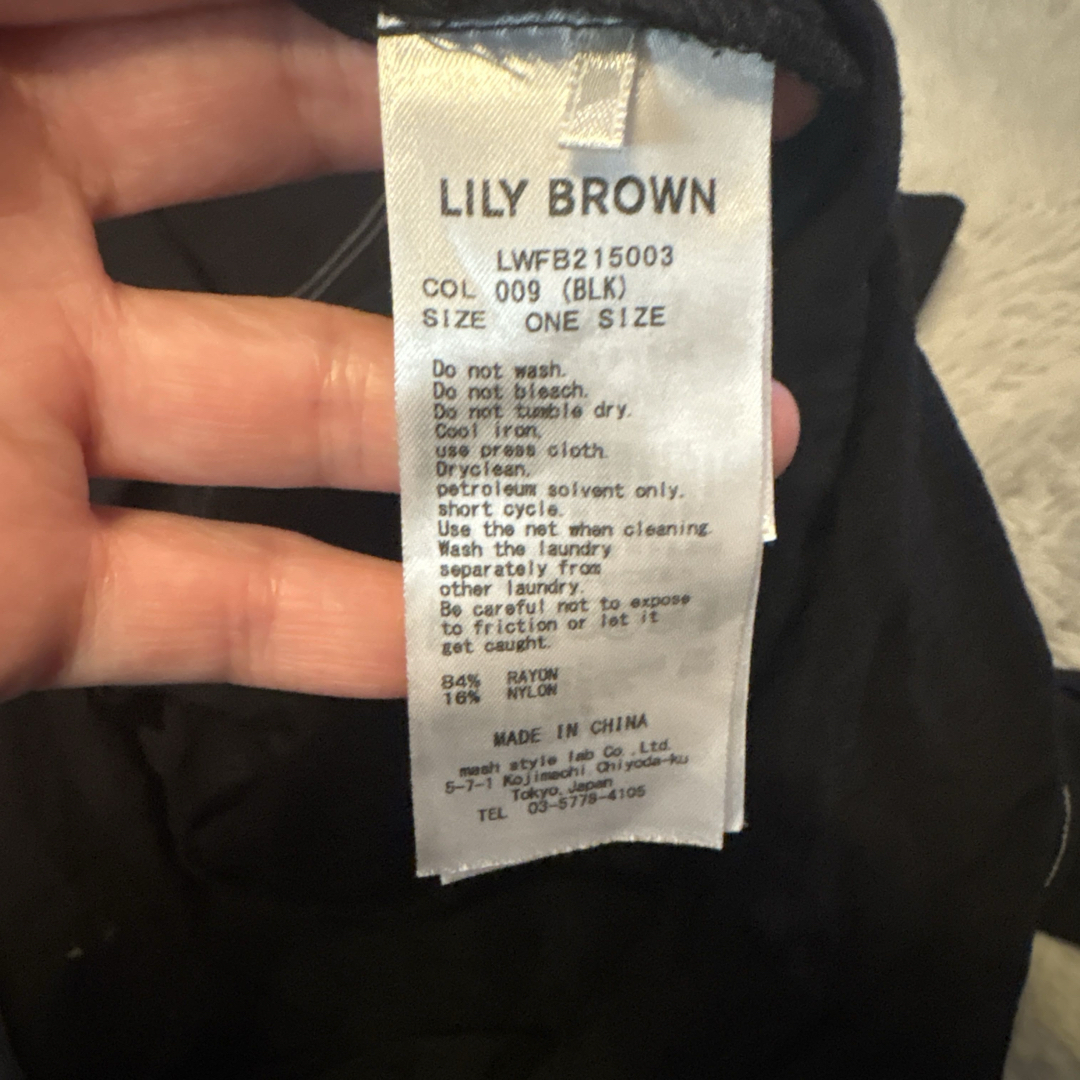 LILY BROWN
LWFB215003
COL 009 (BLK)
SIZE ONE SIZE
Do not wash.
Do not bleach.
Do not tumble dry.
Cool iron,
use press cloth.
Dryclean,
petroleum solvent only.
short cycle.
Use the net when cleaning.
Wash the laundry
separately from
other laundry.
Be careful not to expose
to friction or let it
get caught.
84% RAYON
16% NYLON
MADE IN CHINA
mash style lab Co.,Ltd.
5-7-1 Kojimachi Chiyoda-ku
Tokyo,Japan
TEL 03-5778-4105